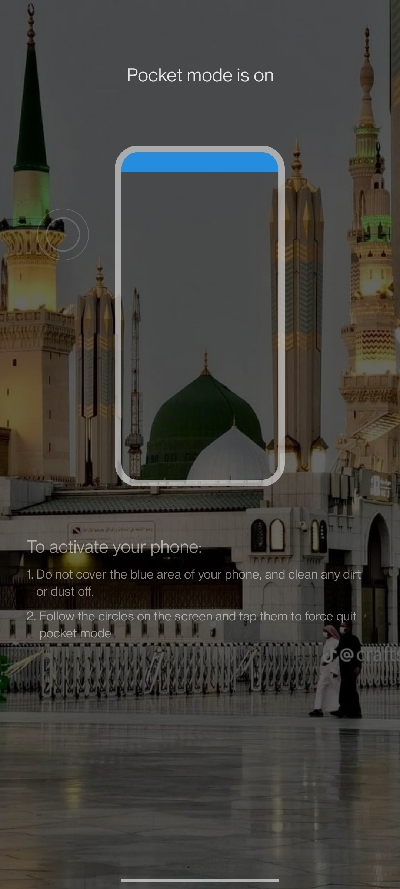 Pocket mode is on
To activate your phone:
1. Do not cover the blue area of your phone, and clean any dirt
or dust off.
2. Follow the circles on the screen and tap them to force quit
pocket mode.